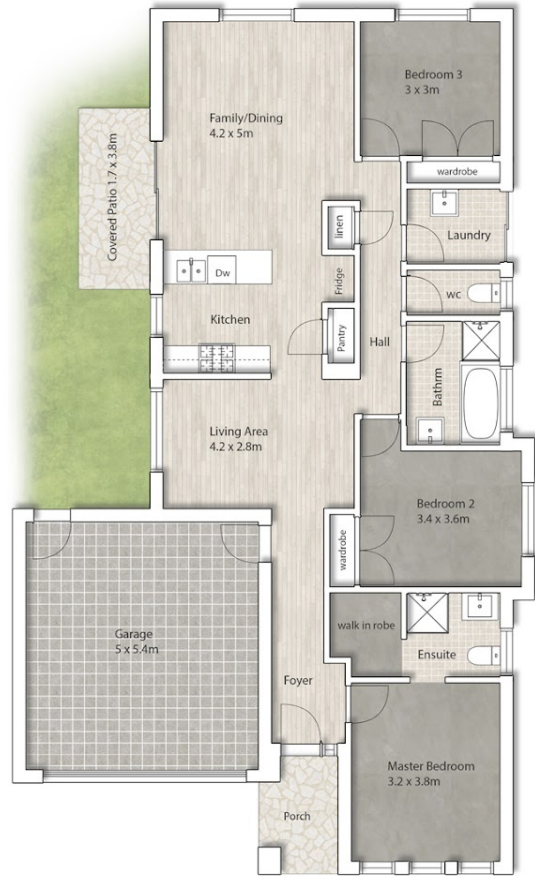 Bedroom 3
3 x 3m
Family/Dining
4.2 x 5m
Covered Patio 1.7 x 3.8m
wardrobe
linen
Laundry
Dw
Fridge
wc
Kitchen
Pantry
Hall
Bathrm
Living Area
4.2 x 2.8m
Bedroom 2
3.4 x 3.6m
wardrobe
Garage
5 x 5.4m
walk in robe
Ensuite
Foyer
Master Bedroom
3.2 x 3.8m
Porch